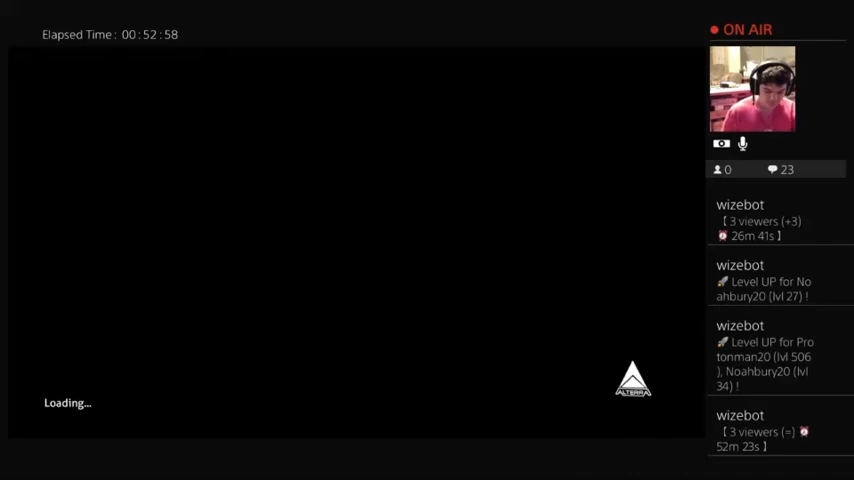 Elapsed Time: 00:52:58
ON AIR
0
23
wizebot
【 3 viewers (+3)
⏰ 26m 41s 】
wizebot
🚀 Level UP for No
ahbury20 (lvl 27) !
wizebot
🚀 Level UP for Pro
tonman20 (lvl 506
), Noahbury20 (lvl
34) !
wizebot
【 3 viewers (=) ⏰
52m 23s 】
ALTERRA
Loading...